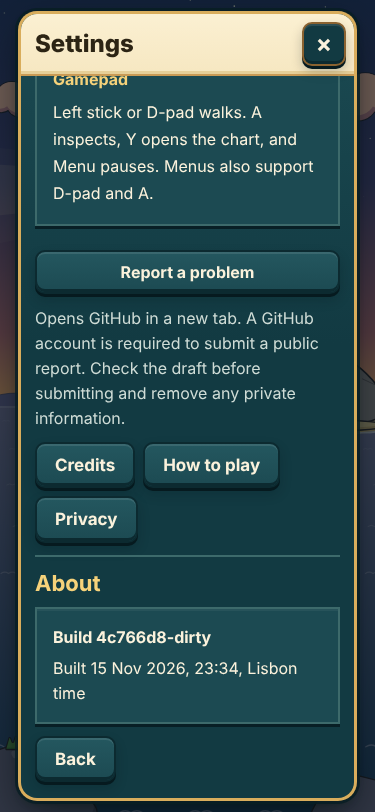 Settings
×
Gamepad
Left stick or D-pad walks. A
inspects, Y opens the chart, and
Menu pauses. Menus also support
D-pad and A.
Report a problem
Opens GitHub in a new tab. A GitHub
account is required to submit a public
report. Check the draft before
submitting and remove any private
information.
Credits
How to play
Privacy
About
Build 4c766d8-dirty
Built 15 Nov 2026, 23:34, Lisbon
time
Back